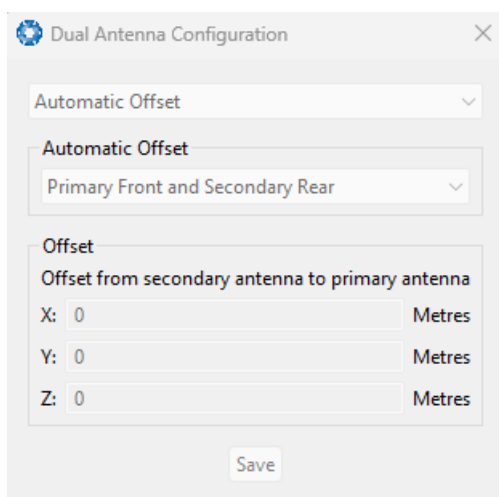 Dual Antenna Configuration
Automatic Offset
Automatic Offset
Primary Front and Secondary Rear
Offset
Offset from secondary antenna to primary antenna
X: 0 Metres
Y: 0 Metres
Z: 0 Metres
Save